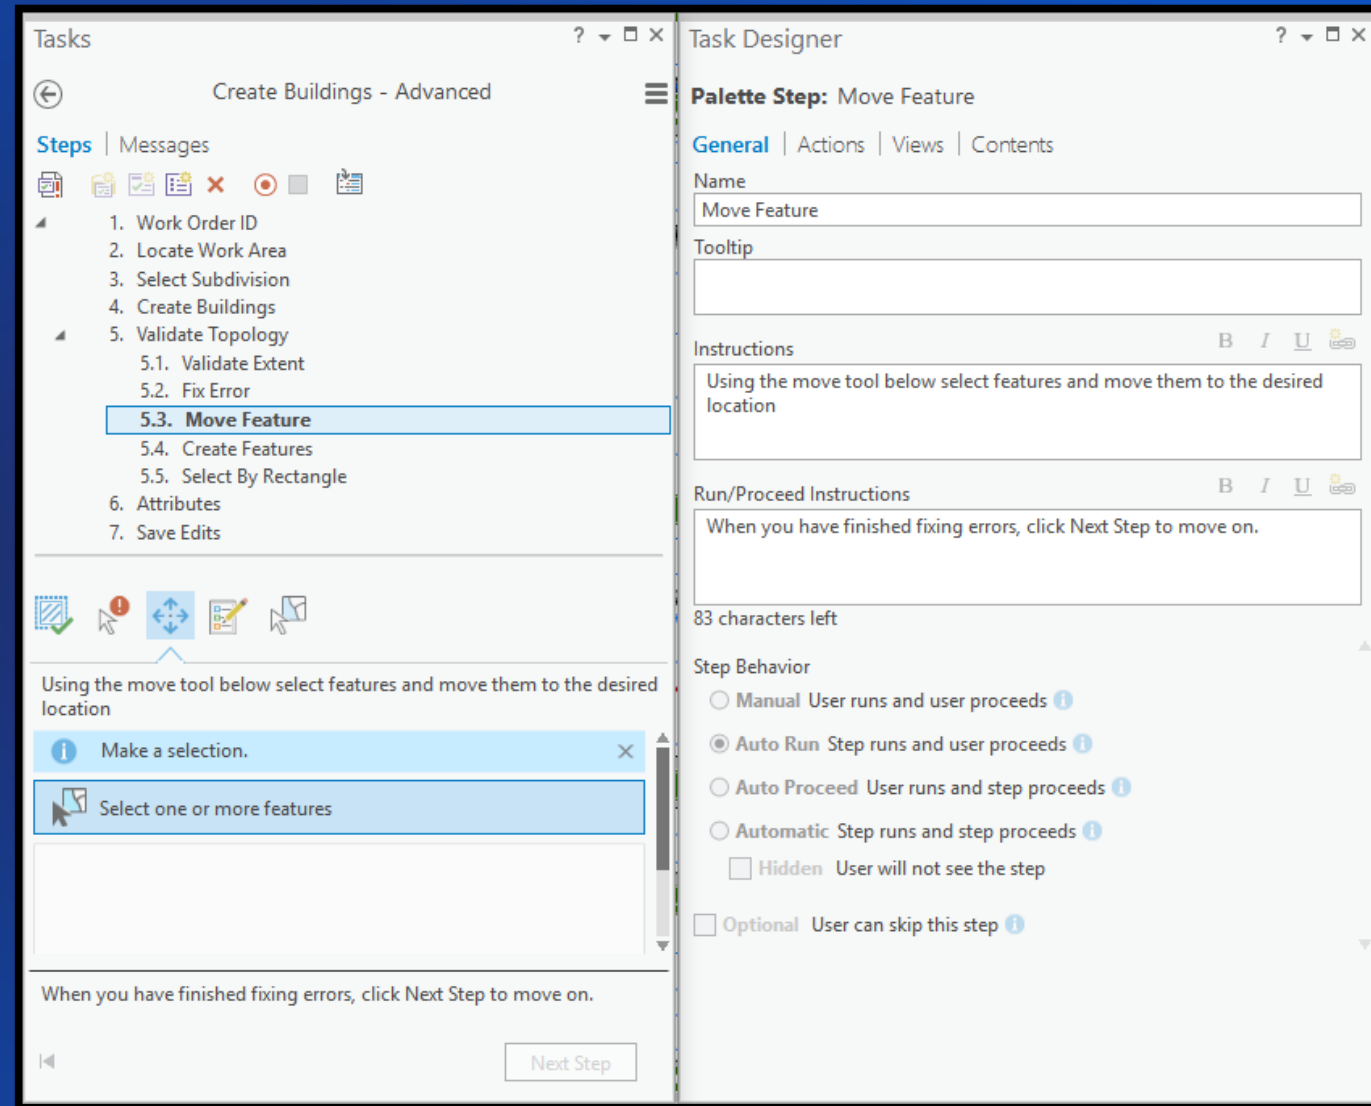 Tasks
Create Buildings - Advanced
Steps | Messages
1. Work Order ID
2. Locate Work Area
3. Select Subdivision
4. Create Buildings
5. Validate Topology
5.1. Validate Extent
5.2. Fix Error
5.3. Move Feature
5.4. Create Features
5.5. Select By Rectangle
6. Attributes
7. Save Edits
Using the move tool below select features and move them to the desired
location
Make a selection.
Select one or more features
When you have finished fixing errors, click Next Step to move on.
Next Step
Task Designer
Palette Step: Move Feature
General | Actions | Views | Contents
Name
Move Feature
Tooltip
Instructions
B I U
Using the move tool below select features and move them to the desired
location
Run/Proceed Instructions
B I U
When you have finished fixing errors, click Next Step to move on.
83 characters left
Step Behavior
Manual User runs and user proceeds
Auto Run Step runs and user proceeds
Auto Proceed User runs and step proceeds
Automatic Step runs and step proceeds
Hidden User will not see the step
Optional User can skip this step